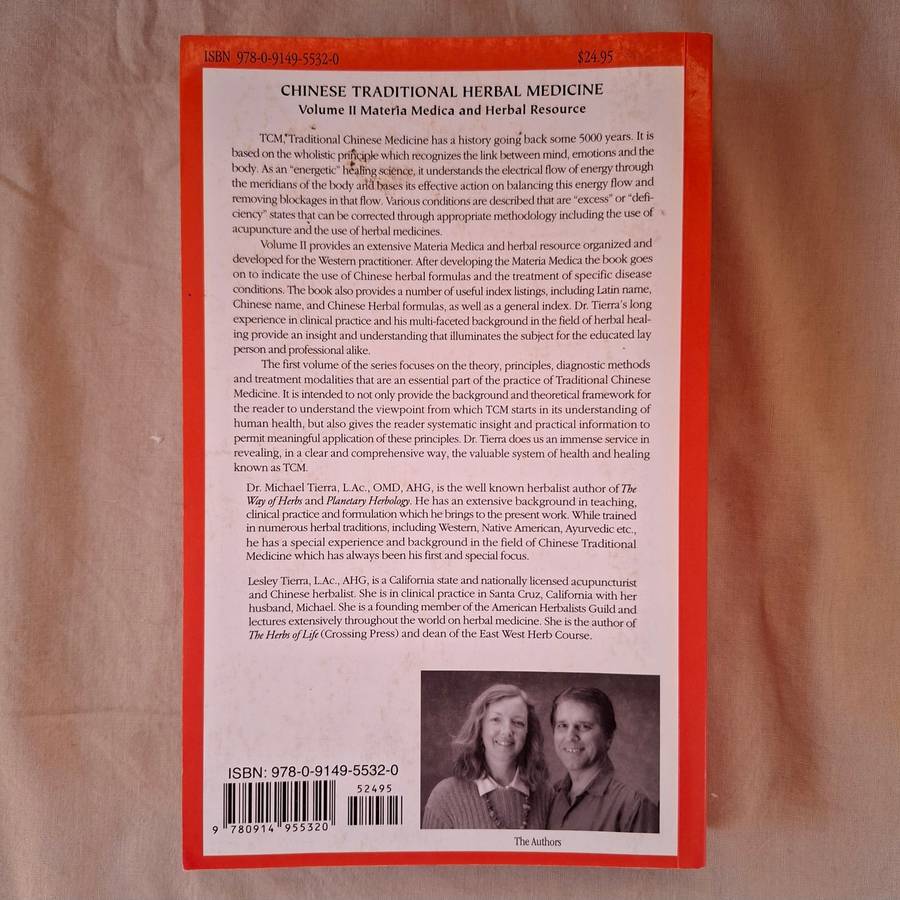 ISBN 978-0-9149-5532-0 $24.95
CHINESE TRADITIONAL HERBAL MEDICINE
Volume II Materia Medica and Herbal Resource
TCM, Traditional Chinese Medicine has a history going back some 5000 years. It is
based on the wholistic principle which recognizes the link between mind, emotions and the
body. As an “energetic” healing science, it understands the electrical flow of energy through
the meridians of the body and bases its effective action on balancing this energy flow and
removing blockages in that flow. Various conditions are described that are “excess” or “defi-
ciency” states that can be corrected through appropriate methodology including the use of
acupuncture and the use of herbal medicines.
Volume II provides an extensive Materia Medica and herbal resource organized and
developed for the Western practitioner. After developing the Materia Medica the book goes
on to indicate the use of Chinese herbal formulas and the treatment of specific disease
conditions. The book also provides a number of useful index listings, including Latin name,
Chinese name, and Chinese Herbal formulas, as well as a general index. Dr. Tierra’s long
experience in clinical practice and his multi-faceted background in the field of herbal heal-
ing provide an insight and understanding that illuminates the subject for the educated lay
person and professional alike.
The first volume of the series focuses on the theory, principles, diagnostic methods
and treatment modalities that are an essential part of the practice of Traditional Chinese
Medicine. It is intended to not only provide the background and theoretical framework for
the reader to understand the viewpoint from which TCM starts in its understanding of
human health, but also gives the reader systematic insight and practical information to
permit meaningful application of these principles. Dr. Tierra does us an immense service in
revealing, in a clear and comprehensive way, the valuable system of health and healing
known as TCM.
Dr. Michael Tierra, L.Ac., OMD, AHG, is the well known herbalist author of The
Way of Herbs and Planetary Herbology. He has an extensive background in teaching,
clinical practice and formulation which he brings to the present work. While trained
in numerous herbal traditions, including Western, Native American, Ayurvedic etc.,
he has a special experience and background in the field of Chinese Traditional
Medicine which has always been his first and special focus.
Lesley Tierra, L.Ac., AHG, is a California state and nationally licensed acupuncturist
and Chinese herbalist. She is in clinical practice in Santa Cruz, California with her
husband, Michael. She is a founding member of the American Herbalists Guild and
lectures extensively throughout the world on herbal medicine. She is the author of
The Herbs of Life (Crossing Press) and dean of the East West Herb Course.
ISBN: 978-0-9149-5532-0
52495
9 780914 955320
The Authors